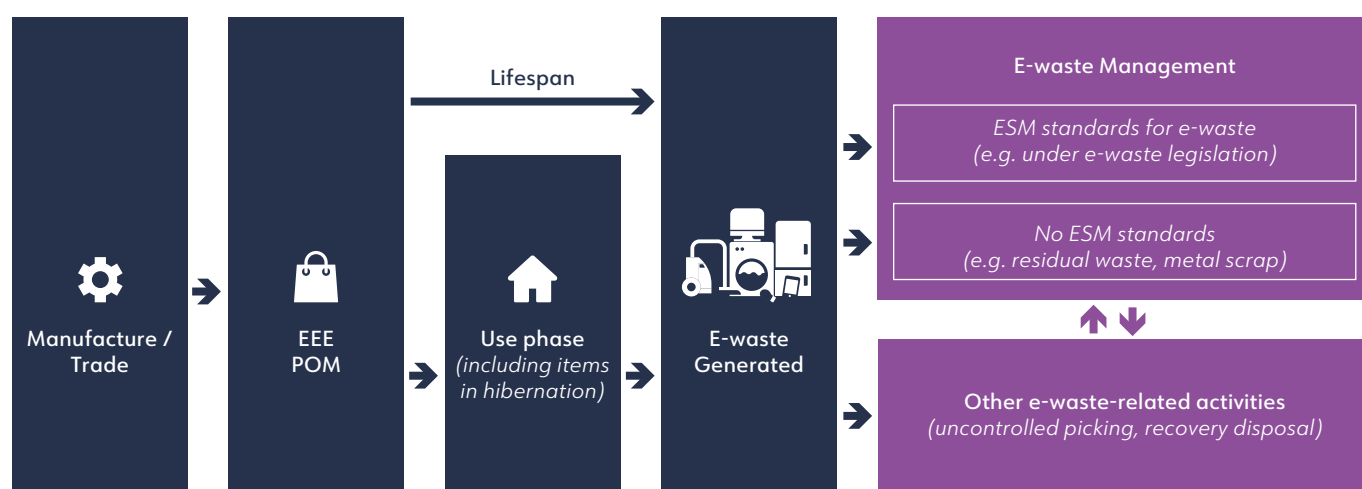 Manufacture /
Trade
EEE
POM
Lifespan
Use phase
(including items
in hibernation)
E-waste
Generated
E-waste Management
ESM standards for e-waste
(e.g. under e-waste legislation)
No ESM standards
(e.g. residual waste, metal scrap)
Other e-waste-related activities
(uncontrolled picking, recovery disposal)